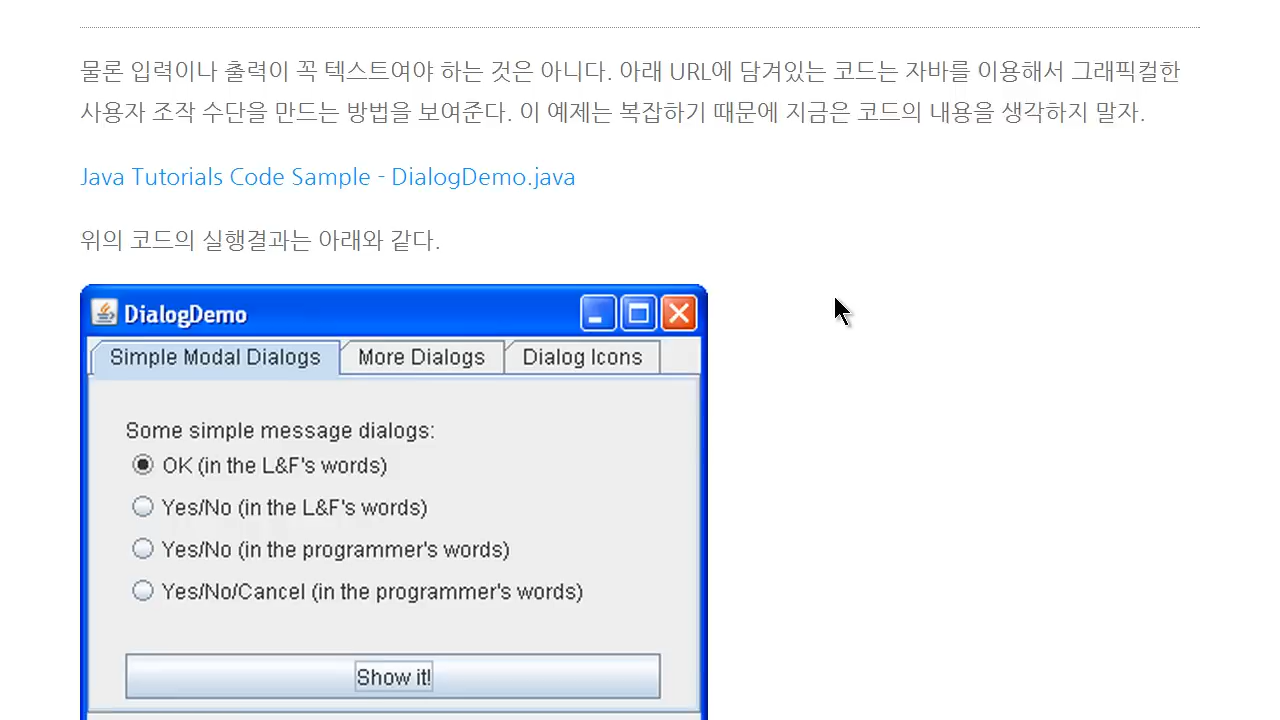 물론 입력이나 출력이 꼭 텍스트여야 하는 것은 아니다. 아래 URL에 담겨있는 코드는 자바를 이용해서 그래픽컬한
사용자 조작 수단을 만드는 방법을 보여준다. 이 예제는 복잡하기 때문에 지금은 코드의 내용을 생각하지 말자.
Java Tutorials Code Sample - DialogDemo.java
위의 코드의 실행결과는 아래와 같다.
DialogDemo
Simple Modal Dialogs More Dialogs Dialog Icons
Some simple message dialogs:
OK (in the L&F's words)
Yes/No (in the L&F's words)
Yes/No (in the programmer's words)
Yes/No/Cancel (in the programmer's words)
Show it!